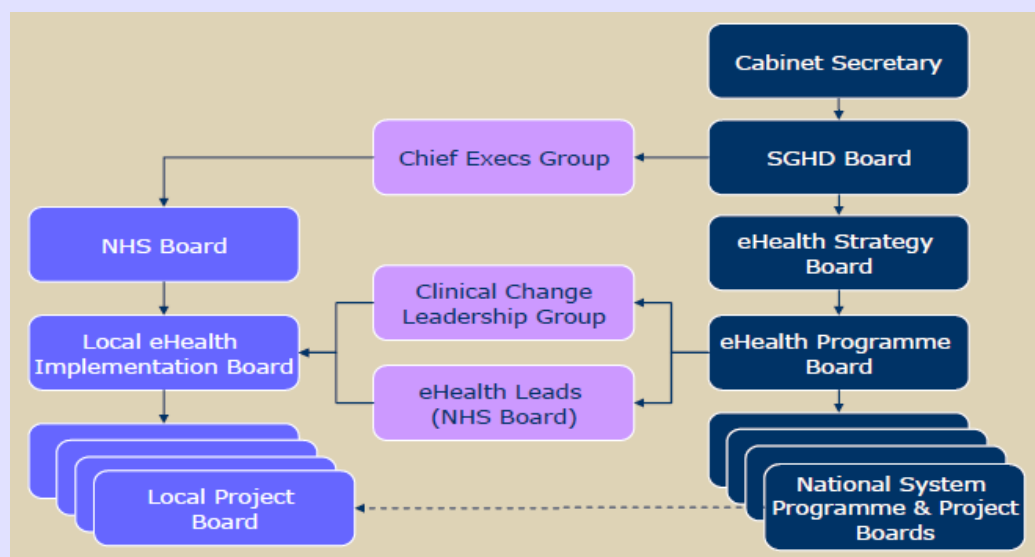 Cabinet Secretary
Chief Execs Group
SGHD Board
NHS Board
eHealth Strategy
Board
Clinical Change
Leadership Group
Local eHealth
Implementation Board
eHealth Programme
Board
eHealth Leads
(NHS Board)
Local Project
Board
National System
Programme & Project
Boards